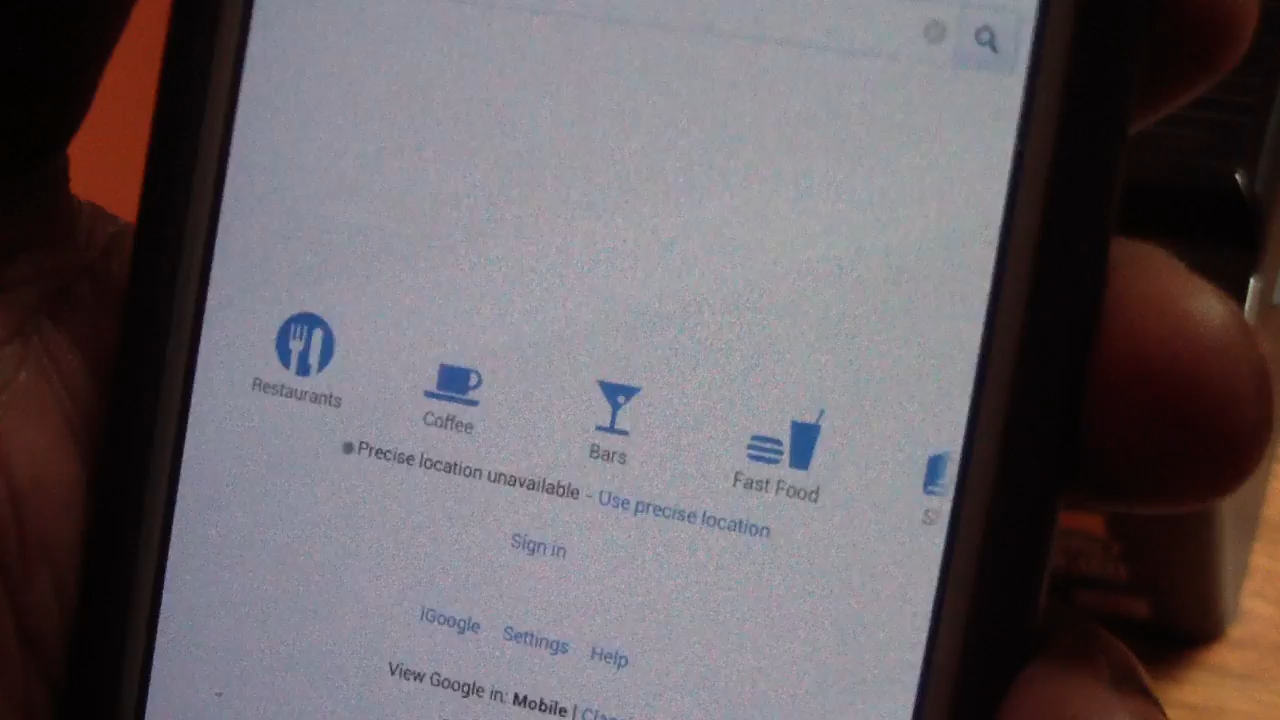 Restaurants
Coffee
Bars
Fast Food
Precise location unavailable - Use precise location
Sign in
iGoogle Settings Help
View Google in: Mobile |